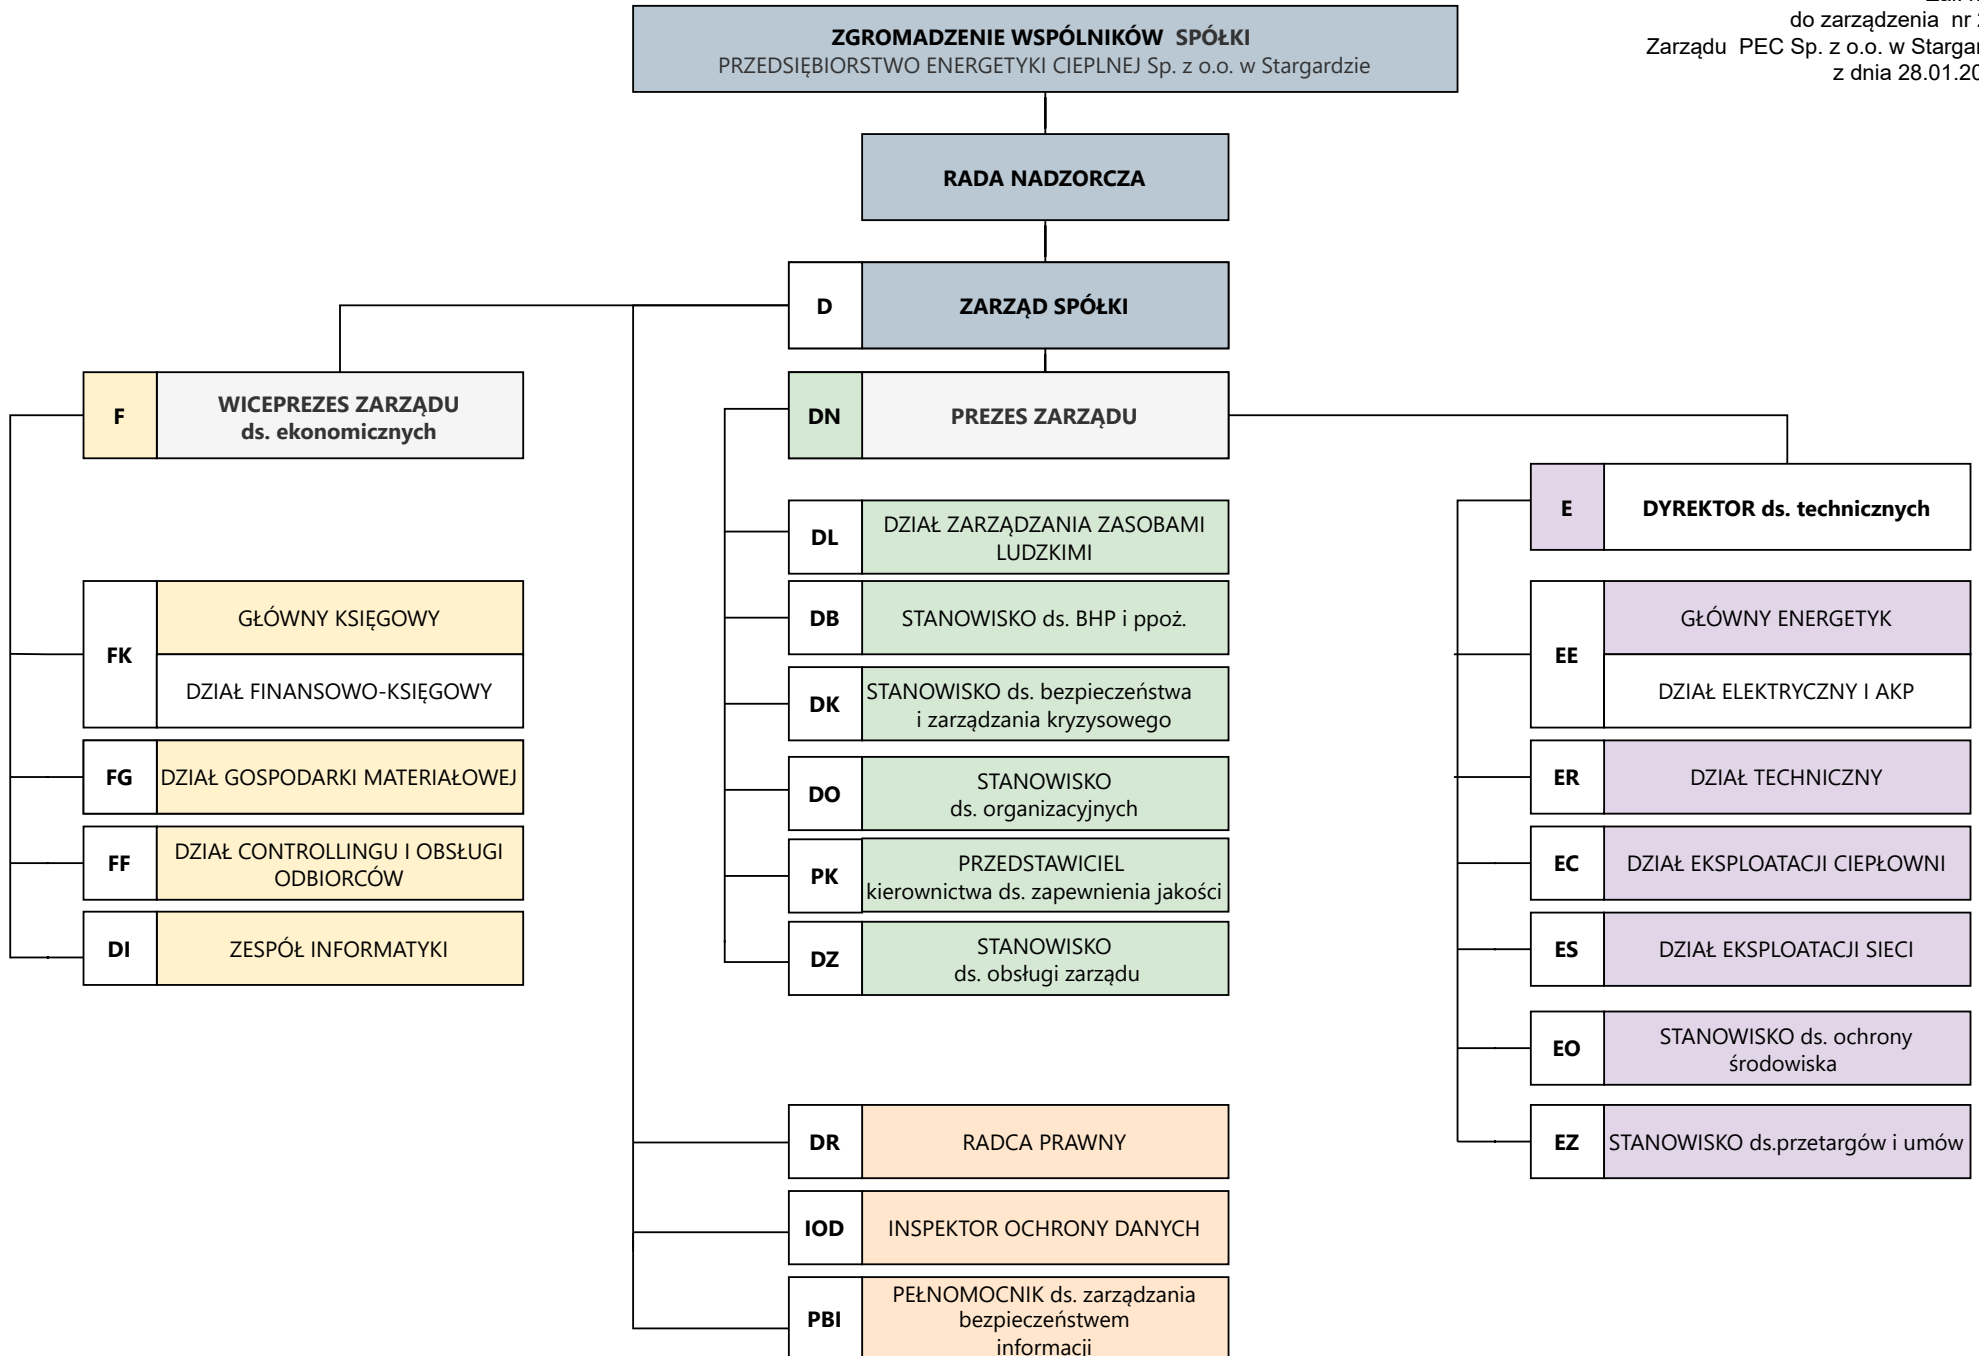 do zarządzenia nr
Zarządu PEC Sp. z o.o. w
z dnia 28.01.
ZGROMADZENIE WSPÓLNIKÓW SPÓŁKI
PRZEDSIĘBIORSTWO ENERGETYKI CIEPLNEJ Sp. z o.o. w Stargardzie
RADA NADZORCZA
D
ZARZĄD SPÓŁKI
F
WICEPREZES ZARZĄDU
ds. ekonomicznych
DN
PREZES ZARZĄDU
E
DYREKTOR ds. technicznych
FK
GŁÓWNY KSIĘGOWY
DZIAŁ FINANSOWO-KSIĘGOWY
FG
DZIAŁ GOSPODARKI MATERIAŁOWEJ
FF
DZIAŁ CONTROLLINGU I OBSŁUGI
ODBIORCÓW
DI
ZESPÓŁ INFORMATYKI
DL
DZIAŁ ZARZĄDZANIA ZASOBAMI
LUDZKIMI
DB
STANOWISKO ds. BHP i ppoż.
DK
STANOWISKO ds. bezpieczeństwa
i zarządzania kryzysowego
DO
STANOWISKO
ds. organizacyjnych
PK
PRZEDSTAWICIEL
kierownictwa ds. zapewnienia jakości
DZ
STANOWISKO
ds. obsługi zarządu
EE
GŁÓWNY ENERGETYK
DZIAŁ ELEKTRYCZNY I AKP
ER
DZIAŁ TECHNICZNY
EC
DZIAŁ EKSPLOATACJI CIEPŁOWNI
ES
DZIAŁ EKSPLOATACJI SIECI
EO
STANOWISKO ds. ochrony
środowiska
EZ
STANOWISKO ds.przetargów i umów
DR
RADCA PRAWNY
IOD
INSPEKTOR OCHRONY DANYCH
PBI
PEŁNOMOCNIK ds. zarządzania
bezpieczeństwem
informacji